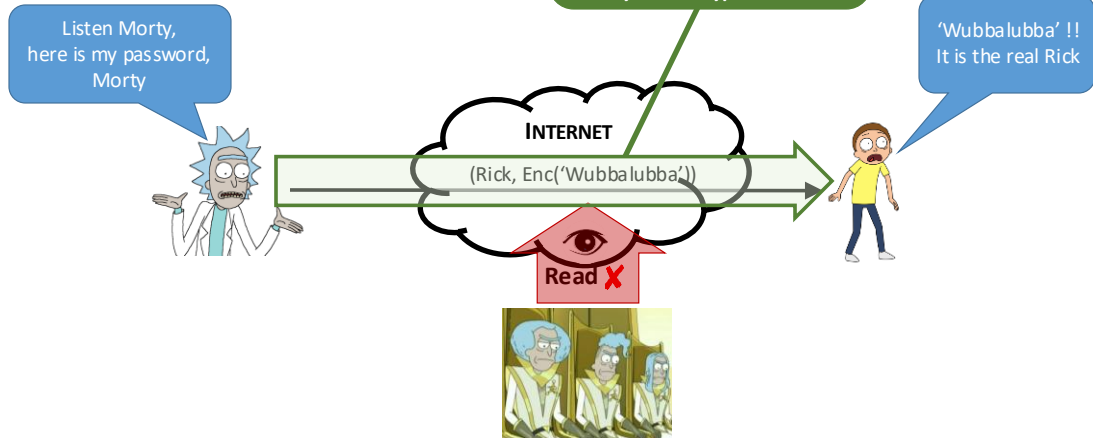 Listen Morty,
here is my password,
Morty
‘Wubbalubba’ !!
It is the real Rick
INTERNET
(Rick, Enc(‘Wubbalubba’))
Read ✘